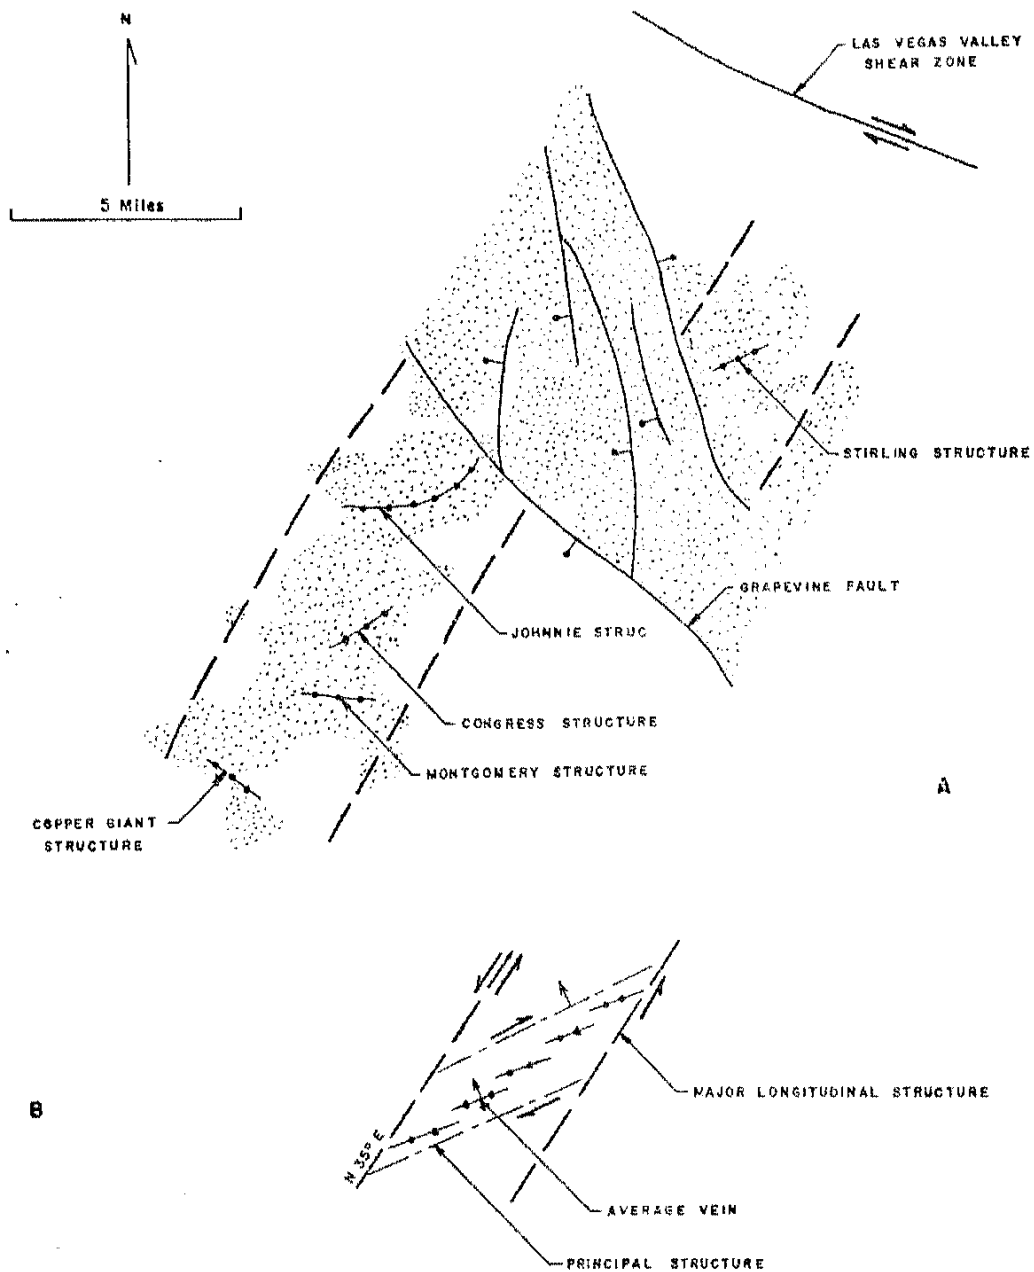 N
5 Miles
LAS VEGAS VALLEY
SHEAR ZONE
STIRLING STRUCTURE
GRAPEVINE FAULT
JOHNNIE STRUC
CONGRESS STRUCTURE
MONTGOMERY STRUCTURE
A
COPPER GIANT
STRUCTURE
B
MAJOR LONGITUDINAL STRUCTURE
N 35º E
AVERAGE VEIN
PRINCIPAL STRUCTURE